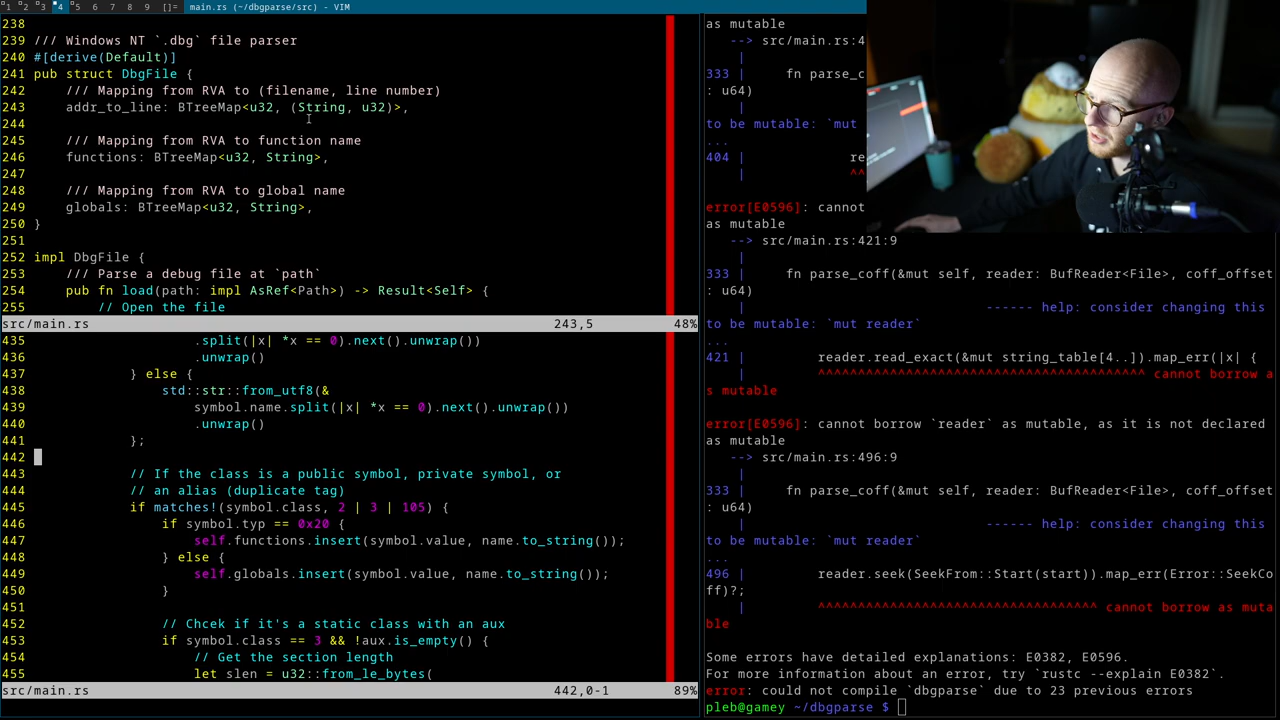 1 2 3 4 5 6 7 8 9 []= main.rs (~/dbgparse/src) - VIM
238
239 /// Windows NT `.dbg` file parser
240 #[derive(Default)]
241 pub struct DbgFile {
242     /// Mapping from RVA to (filename, line number)
243     addr_to_line: BTreeMap<u32, (String, u32)>,
244
245     /// Mapping from RVA to function name
246     functions: BTreeMap<u32, String>,
247
248     /// Mapping from RVA to global name
249     globals: BTreeMap<u32, String>,
250 }
251
252 impl DbgFile {
253     /// Parse a debug file at `path`
254     pub fn load(path: impl AsRef<Path>) -> Result<Self> {
255         // Open the file
src/main.rs 243,5 48%
435                     .split(|x| *x == 0).next().unwrap())
436                     .unwrap()
437             } else {
438                 std::str::from_utf8(&
439                     symbol.name.split(|x| *x == 0).next().unwrap())
440                     .unwrap()
441             };
442
443             // If the class is a public symbol, private symbol, or
444             // an alias (duplicate tag)
445             if matches!(symbol.class, 2 | 3 | 105) {
446                 if symbol.typ == 0x20 {
447                     self.functions.insert(symbol.value, name.to_string());
448                 } else {
449                     self.globals.insert(symbol.value, name.to_string());
450                 }
451
452             // Chcek if it's a static class with an aux
453             if symbol.class == 3 && !aux.is_empty() {
454                 // Get the section length
455                 let slen = u32::from_le_bytes(
src/main.rs 442,0-1 89%
as mutable
   --> src/main.rs:4
    |
333 |     fn parse_c
: u64)
    |
to be mutable: `mut
...
404 |             re
    |             ^^
error[E0596]: cannot
as mutable
   --> src/main.rs:421:9
    |
333 |     fn parse_coff(&mut self, reader: BufReader<File>, coff_offset
: u64)
    |                              ------ help: consider changing this
to be mutable: `mut reader`
...
421 |         reader.read_exact(&mut string_table[4..]).map_err(|x| {
    |         ^^^^^^^^^^^^^^^^^^^^^^^^^^^^^^^^^^^^^^^^^ cannot borrow a
s mutable
error[E0596]: cannot borrow `reader` as mutable, as it is not declared
as mutable
   --> src/main.rs:496:9
    |
333 |     fn parse_coff(&mut self, reader: BufReader<File>, coff_offset
: u64)
    |                              ------ help: consider changing this
to be mutable: `mut reader`
...
496 |         reader.seek(SeekFrom::Start(start)).map_err(Error::SeekCo
ff)?;
    |         ^^^^^^^^^^^^^^^^^^^^^^^^^^^^^^^^^^^ cannot borrow as muta
ble
Some errors have detailed explanations: E0382, E0596.
For more information about an error, try `rustc --explain E0382`.
error: could not compile `dbgparse` due to 23 previous errors
pleb@gamey ~/dbgparse $